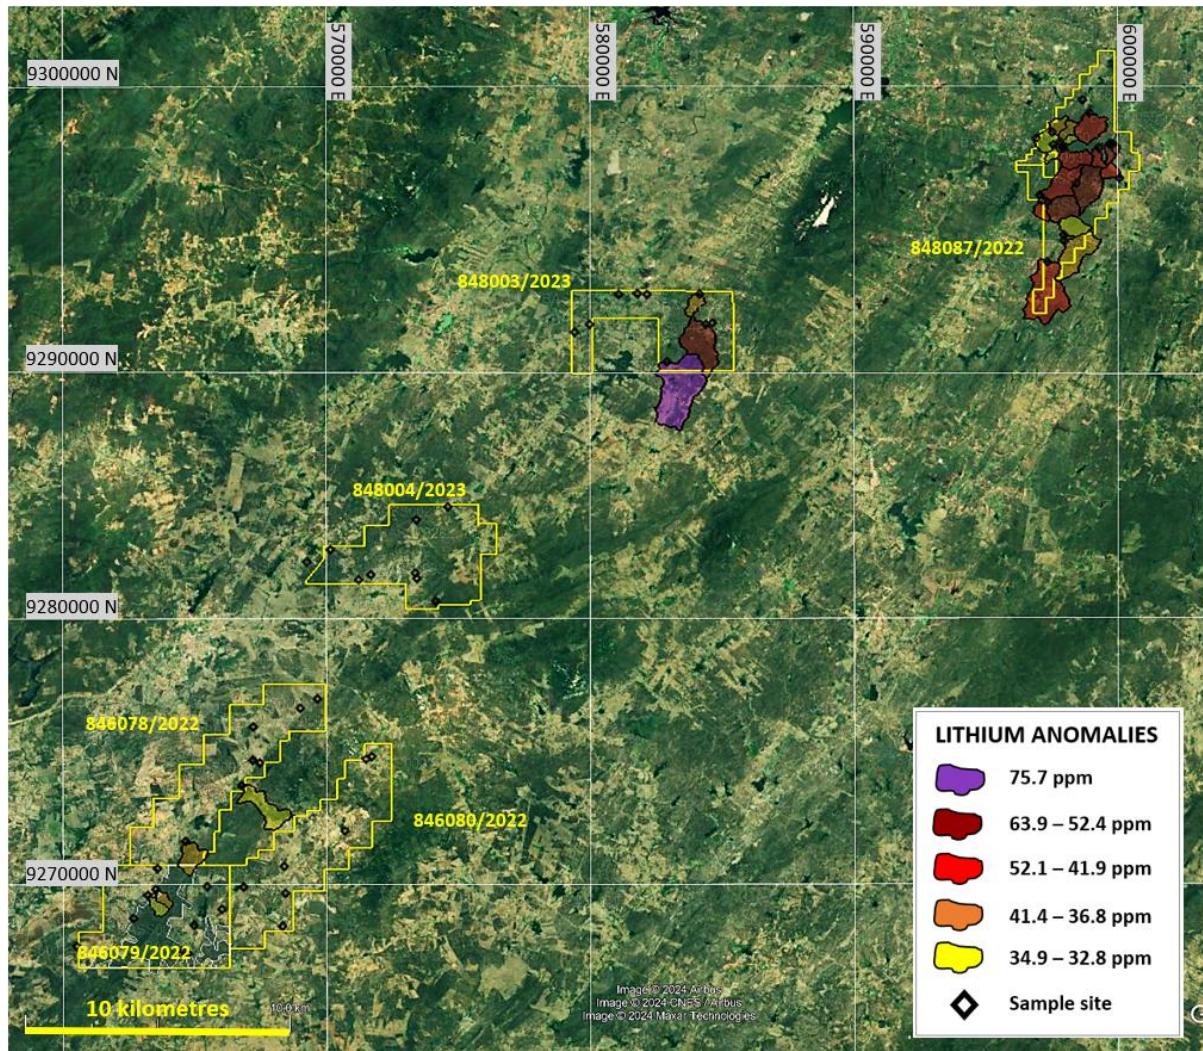 570000 E
580000 E
590000 E
600000 E
9300000 N
848087/2022
848003/2023
9290000 N
848004/2023
9280000 N
846078/2022
846080/2022
9270000 N
846079/2022
10 kilometres
10.0 km
Image © 2024 Airbus
Image © 2024 CNES / Airbus
Image © 2024 Maxar Technologies
G
LITHIUM ANOMALIES
75.7 ppm
63.9 – 52.4 ppm
52.1 – 41.9 ppm
41.4 – 36.8 ppm
34.9 – 32.8 ppm
Sample site